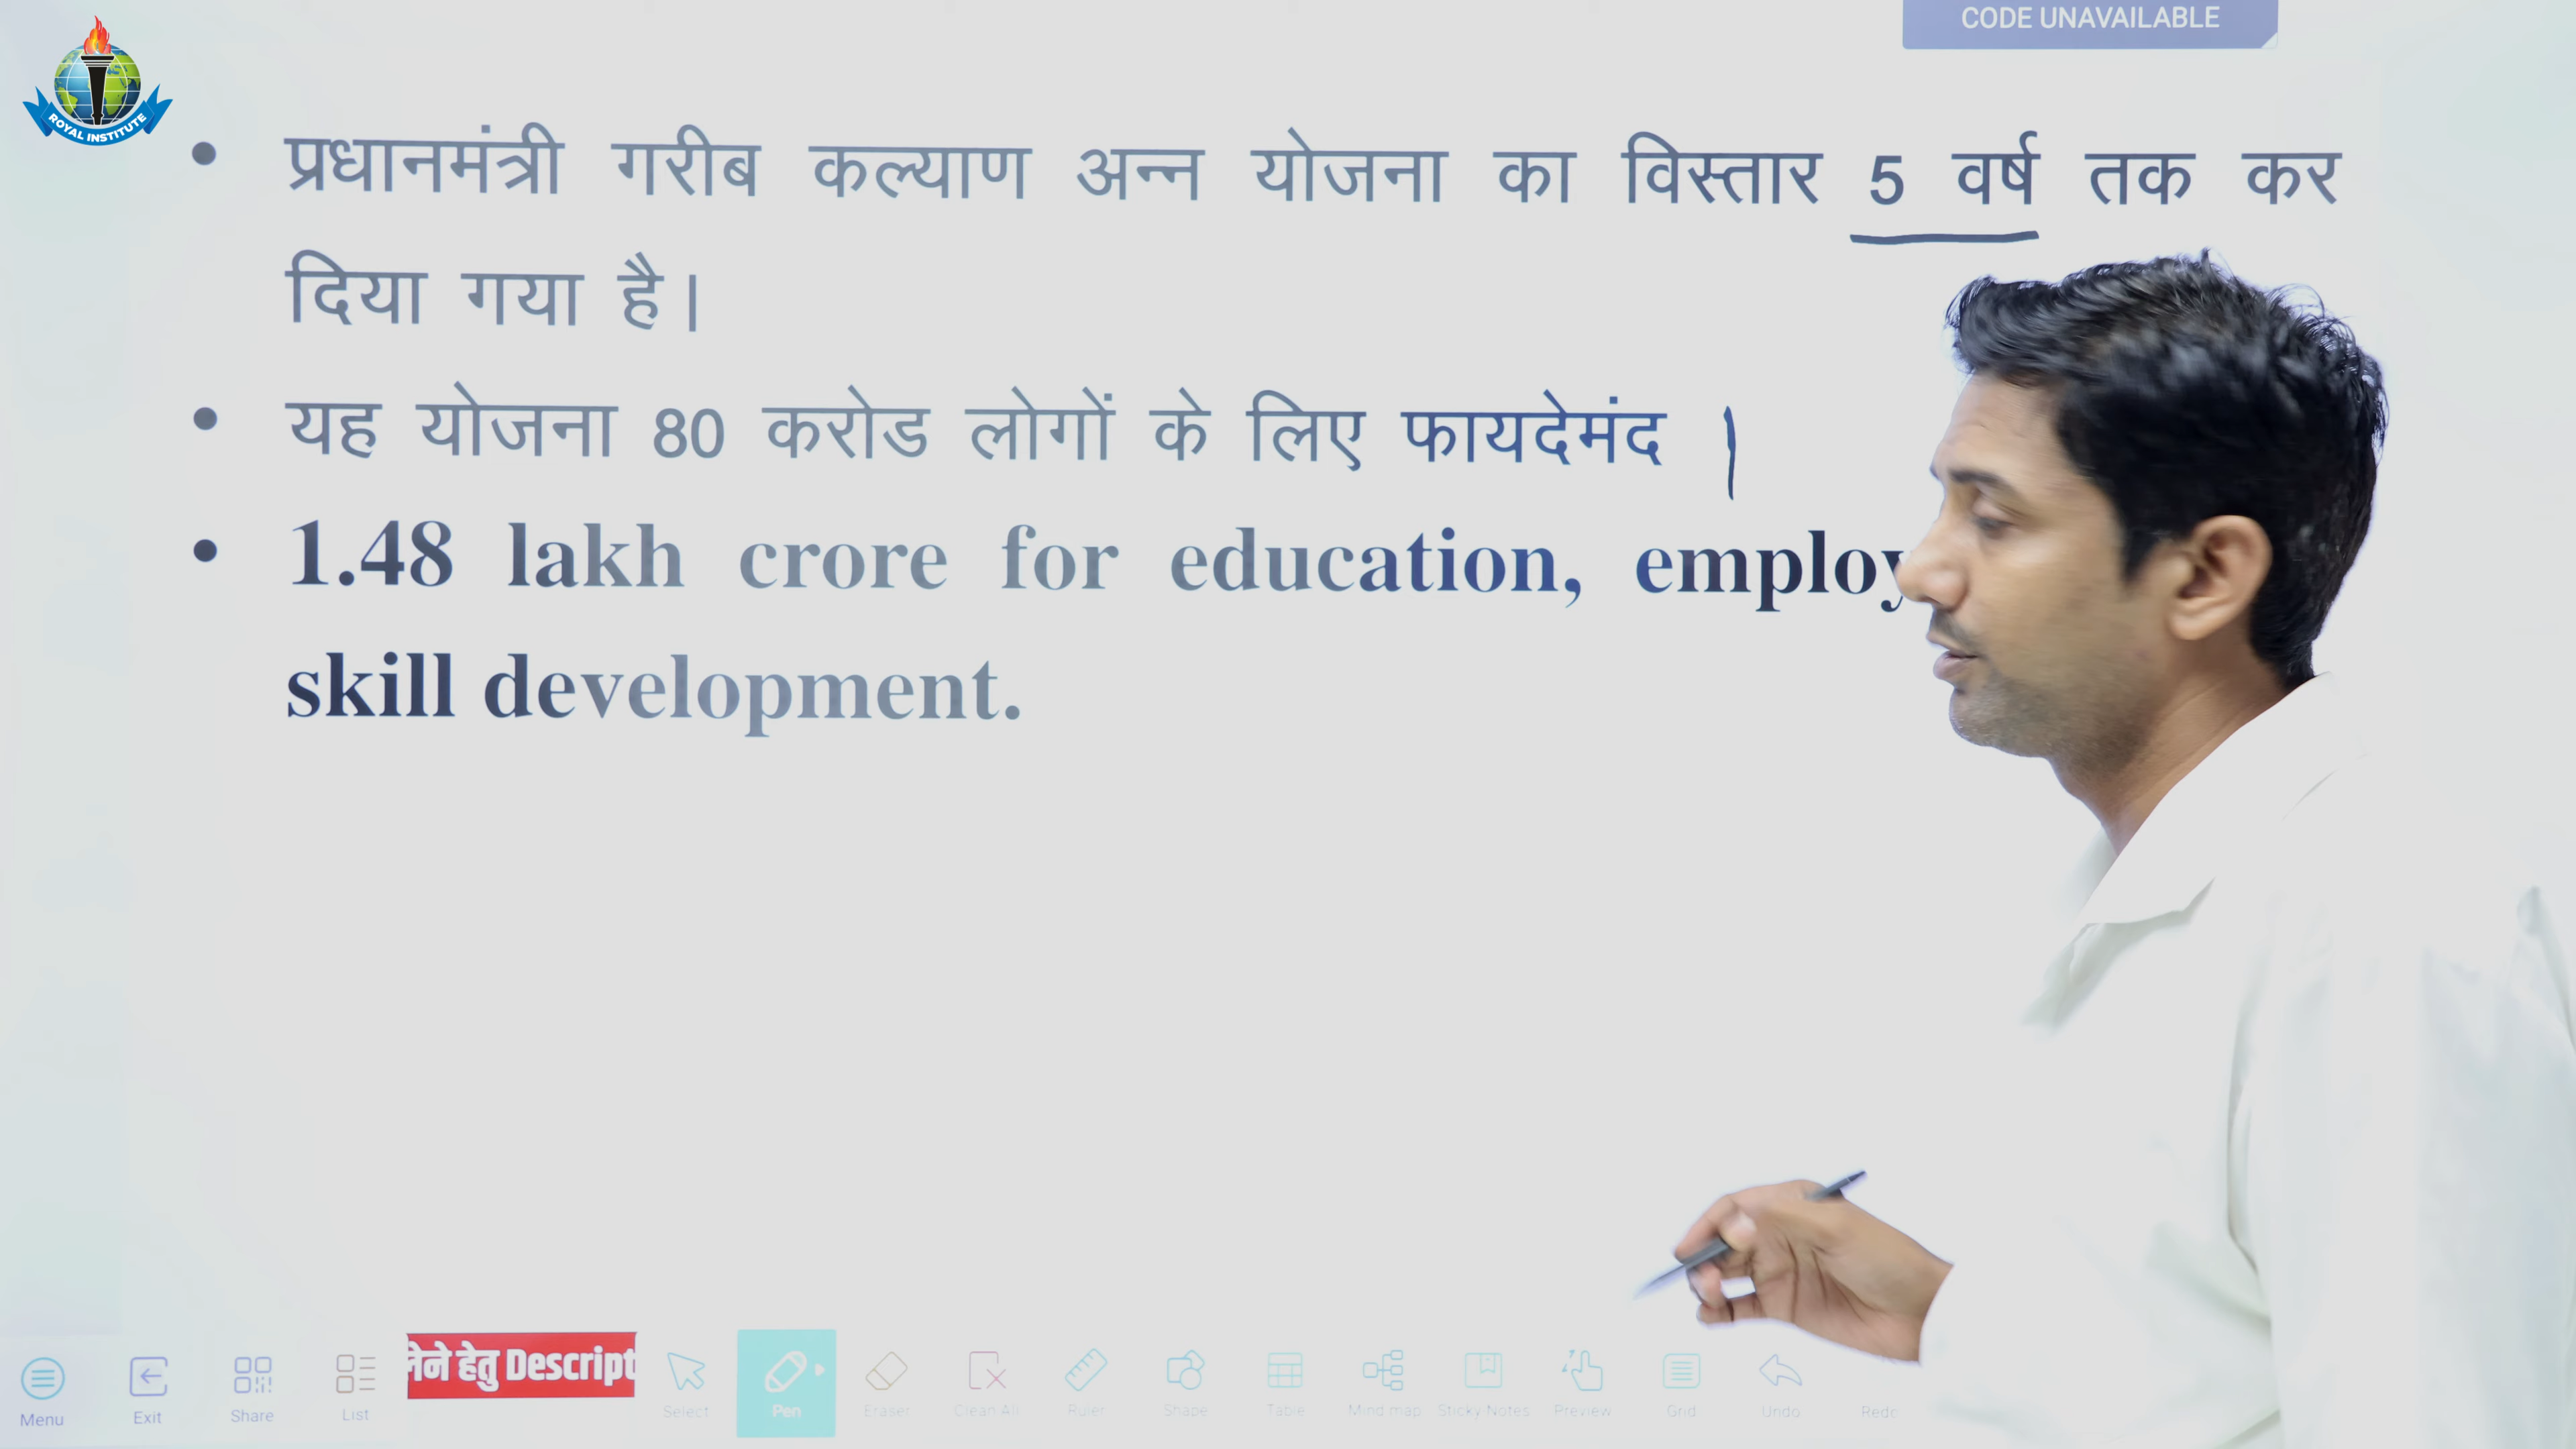 CODE UNAVAILABLE
ROYAL INSTITUTE
• प्रधानमंत्री गरीब कल्याण अन्न योजना का विस्तार 5 वर्ष तक कर
दिया गया है।
• यह योजना 80 करोड लोगों के लिए फायदेमंद |
• 1.48 lakh crore for education,
skill development.
हेतु
Menu Exit Share List Select Pen Eraser Clean All Ruler Shape Table Mind map Sticky Notes Preview Grid Undo